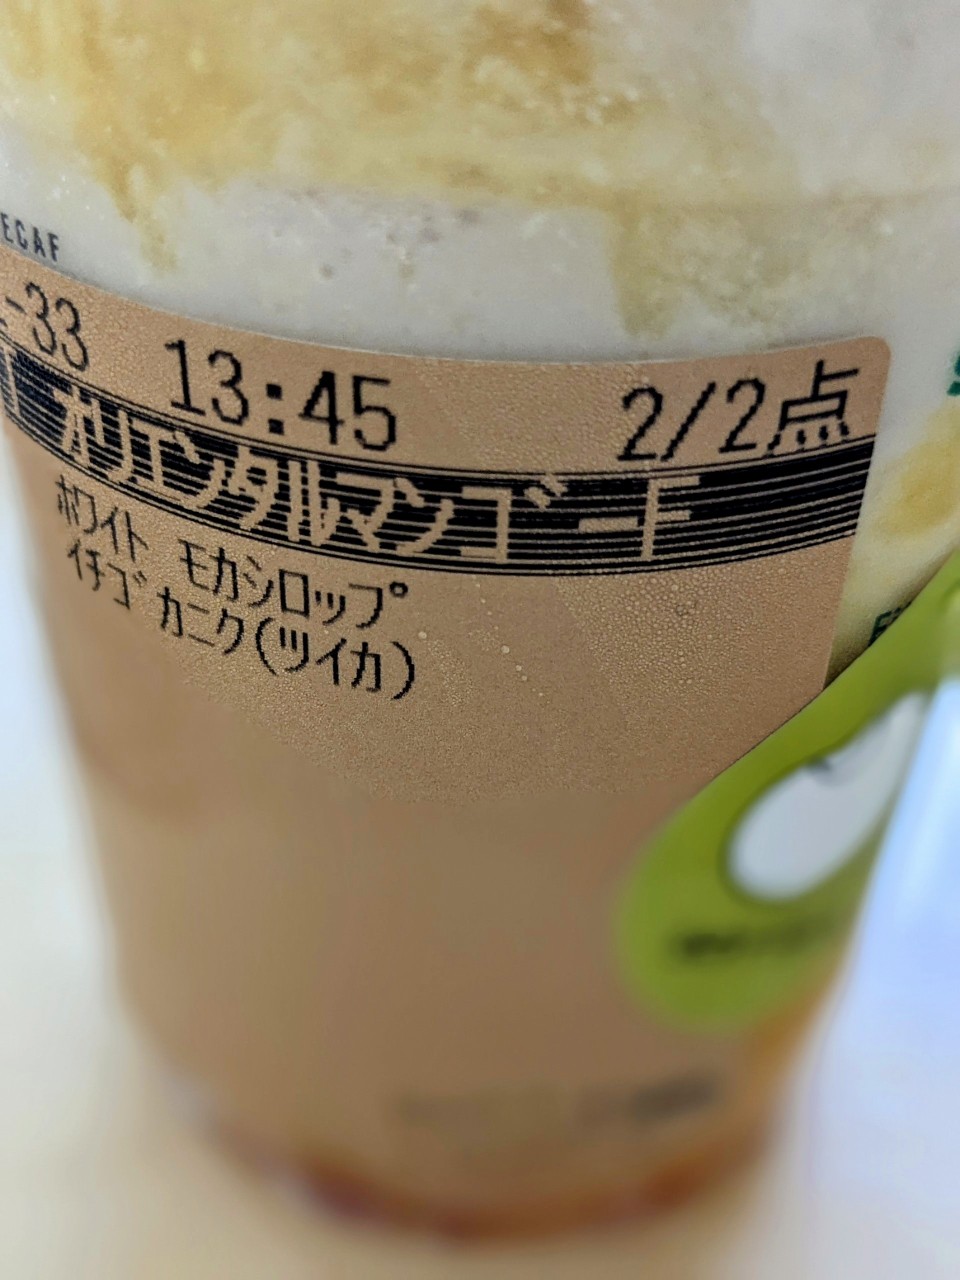 ECAF
-33 13:45 2/2点
オリエンタルマンゴーF
ホワイト モカシロップ
イチゴ カニク(ツイカ)